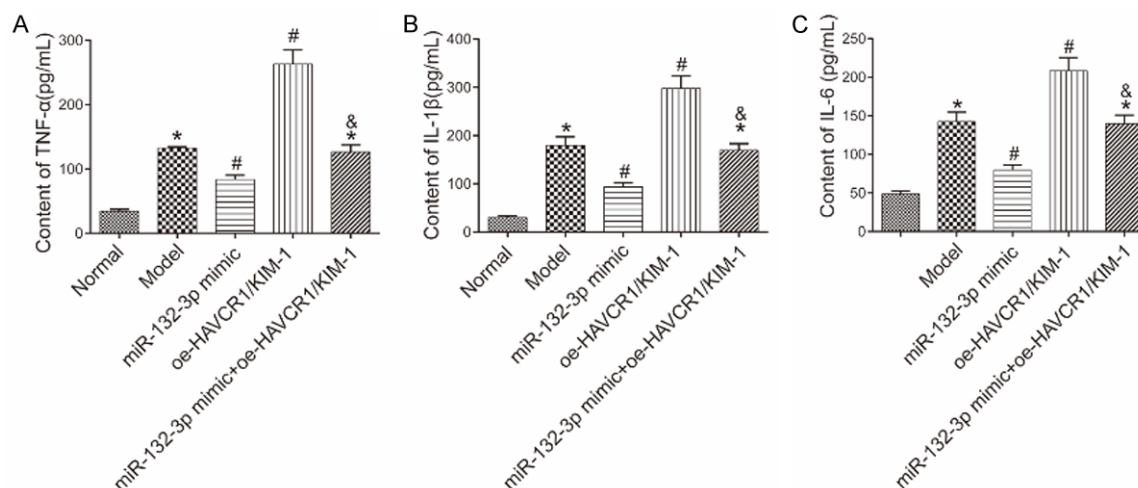 A
Content of TNF-α(pg/mL)
300
200
100
0
*
#
#
&
*
Normal
Model
miR-132-3p mimic
oe-HAVCR1/KIM-1
miR-132-3p mimic+oe-HAVCR1/KIM-1
B
Content of IL-1β(pg/mL)
400
300
200
100
0
*
#
#
&
*
Normal
Model
miR-132-3p mimic
oe-HAVCR1/KIM-1
miR-132-3p mimic+oe-HAVCR1/KIM-1
C
Content of IL-6 (pg/mL)
250
200
150
100
50
0
*
#
#
&
*
Model
miR-132-3p mimic
oe-HAVCR1/KIM-1
miR-132-3p mimic+oe-HAVCR1/KIM-1